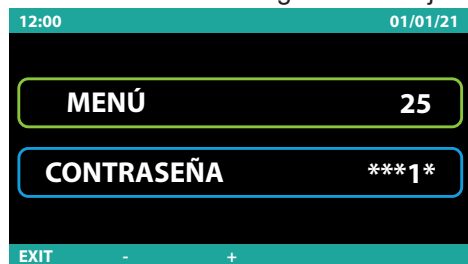 12:00 01/01/21
MENÚ 25
CONTRASEÑA ***1*
EXIT - +